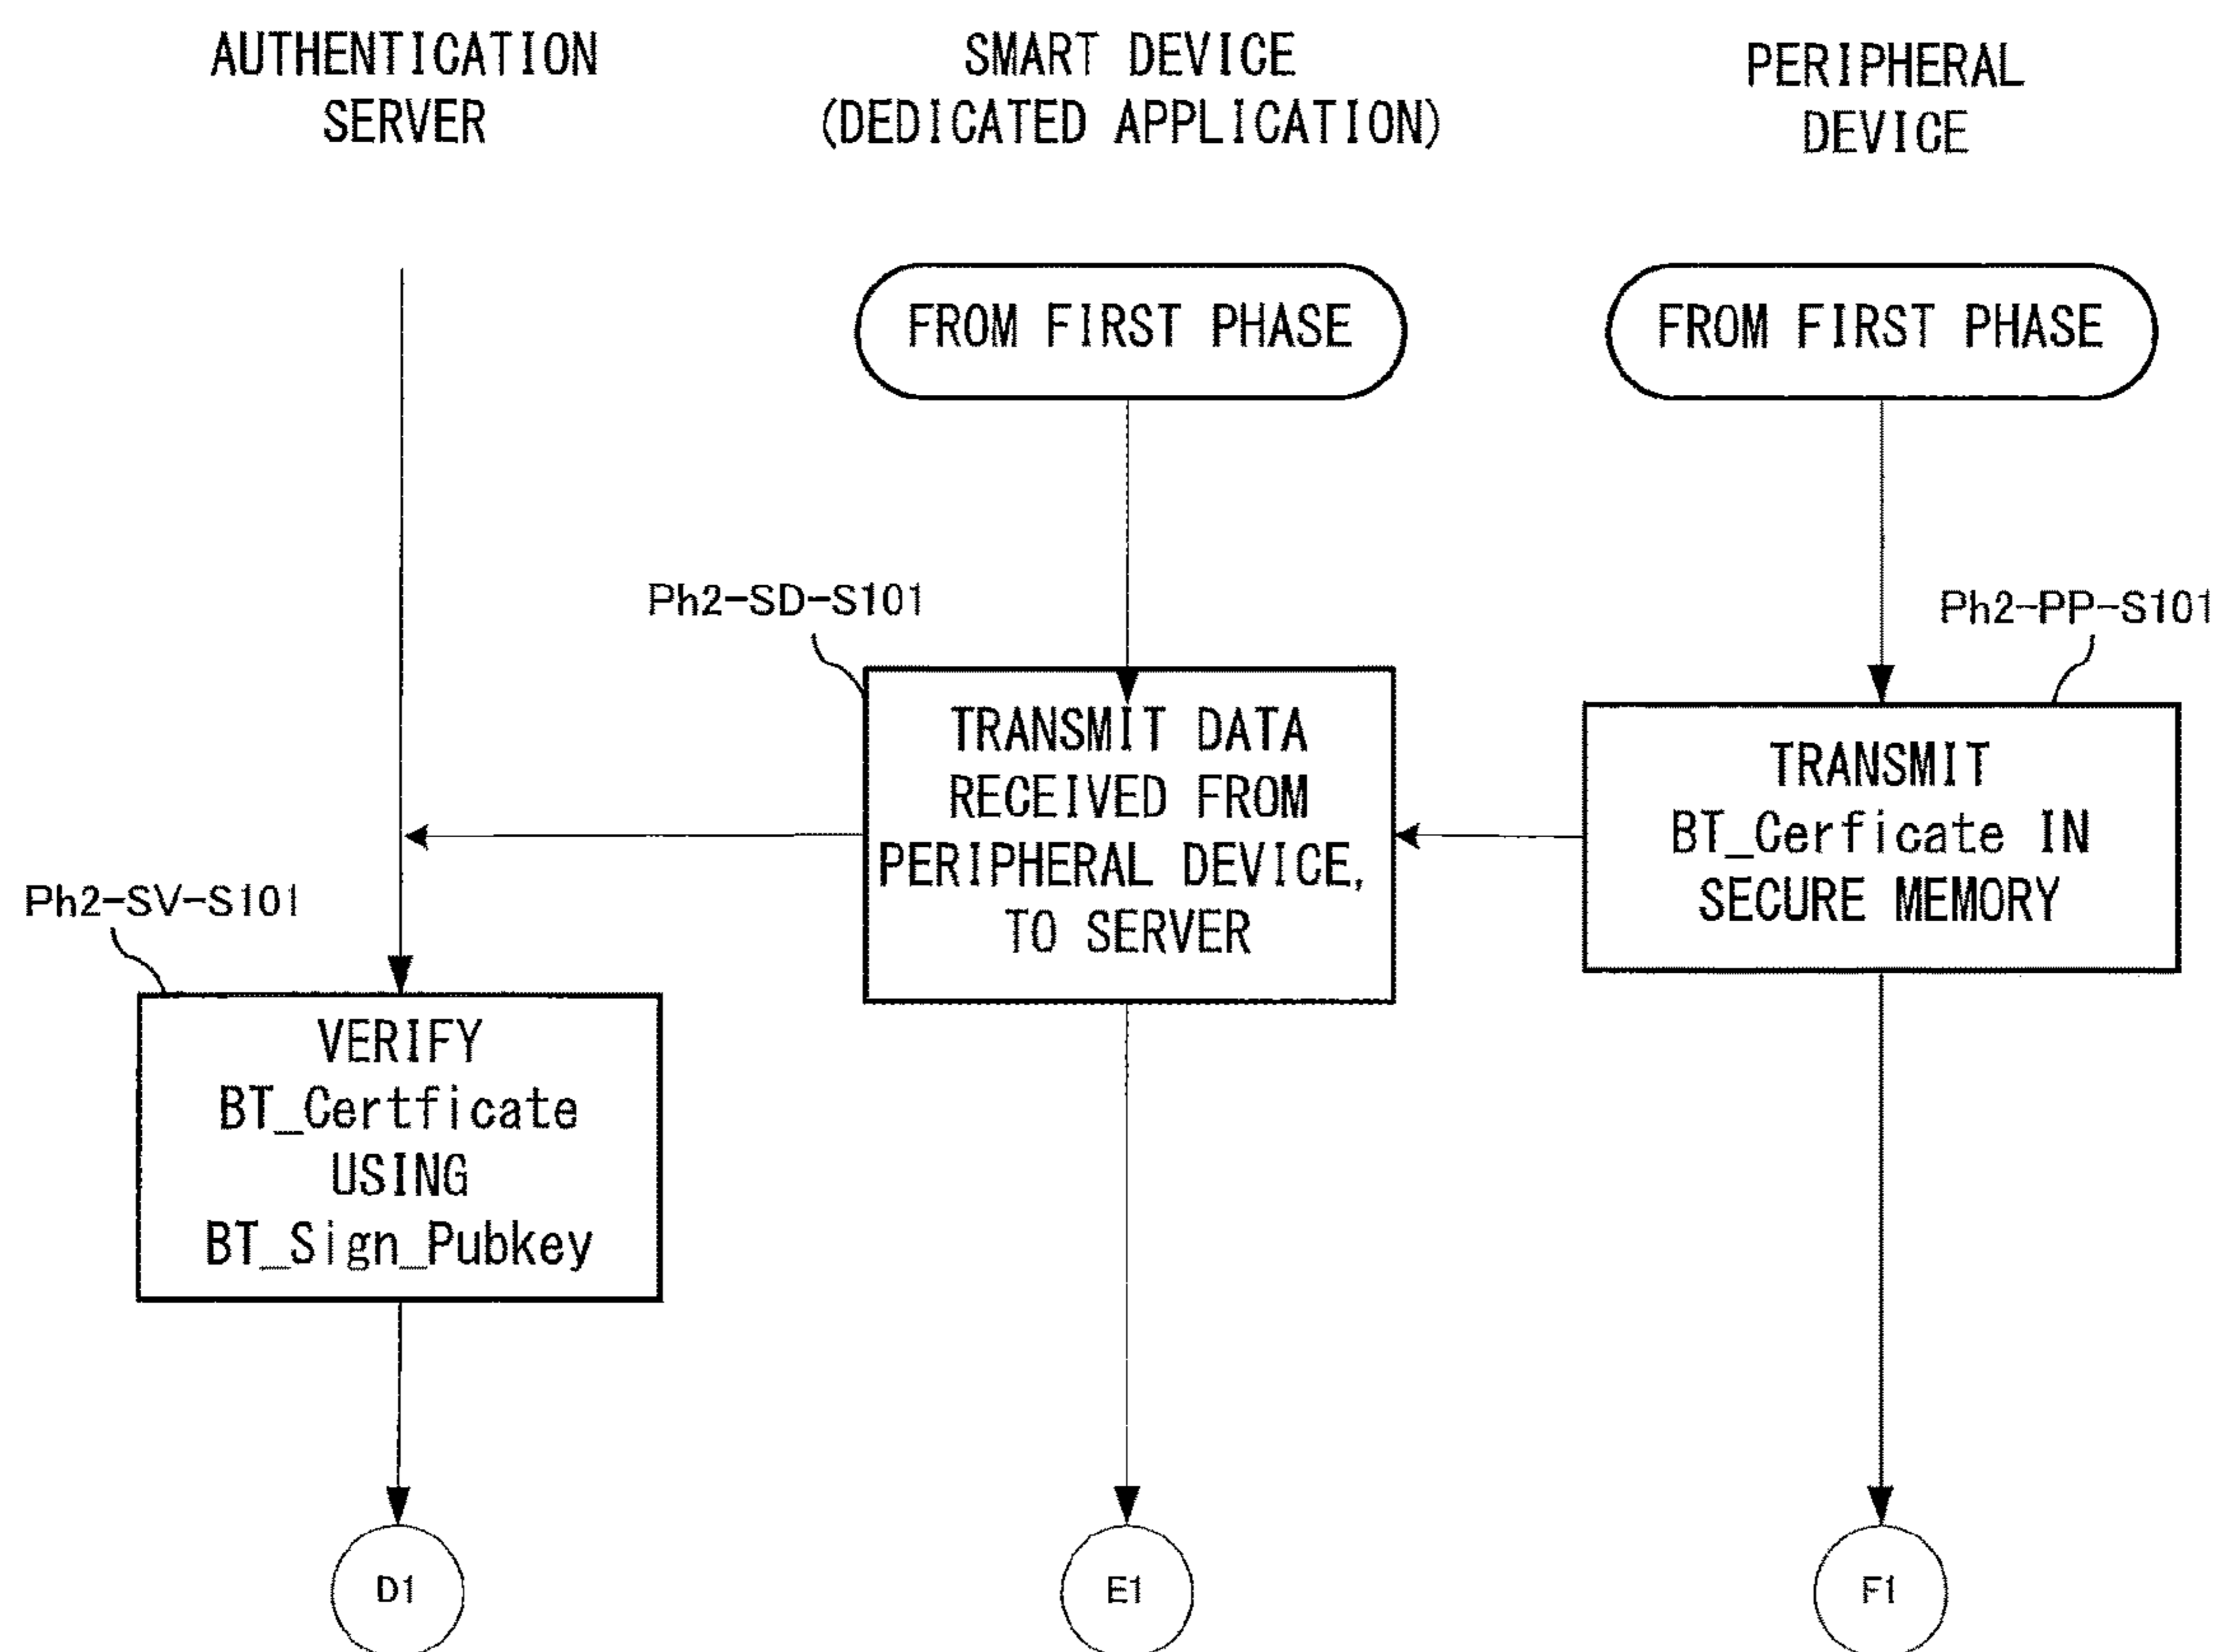 AUTHENTICATION
SERVER
SMART DEVICE
(DEDICATED APPLICATION)
PERIPHERAL
DEVICE
FROM FIRST PHASE
FROM FIRST PHASE
Ph2-SD-S101
Ph2-PP-S101
TRANSMIT DATA
RECEIVED FROM
PERIPHERAL DEVICE,
TO SERVER
TRANSMIT
BT_Cerficate IN
SECURE MEMORY
Ph2-SV-S101
VERIFY
BT_Certficate
USING
BT_Sign_Pubkey
D1
E1
F1